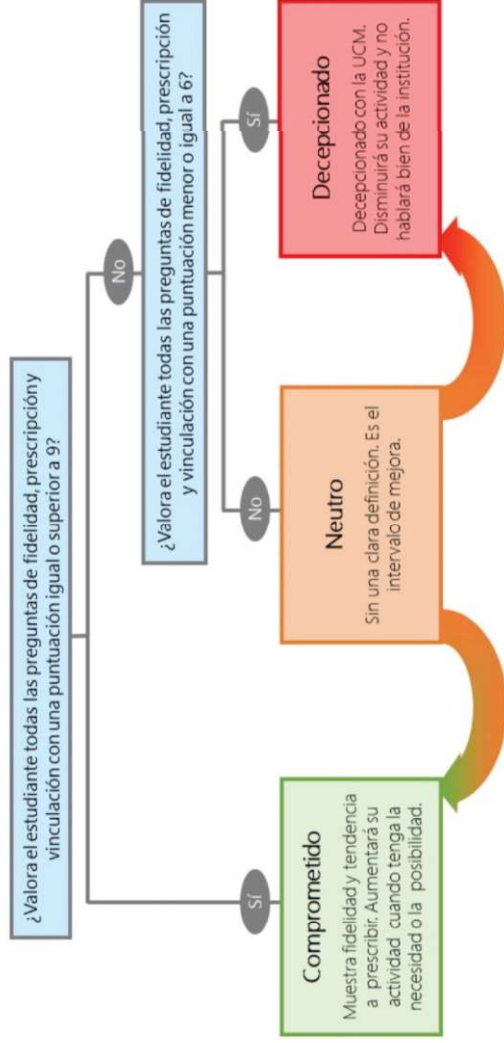 ¿Valora el estudiante todas las preguntas de fidelidad, prescripcióny
vinculación con una puntuación igual o superior a 9?
No
¿Valora el estudiante todas las preguntas de fidelidad, prescripción
y vinculación con una puntuación menor o igual a 6?
Sí
No
Sí
Comprometido
Muestra fidelidad y tendencia
a prescribir. Aumentará su
actividad cuando tenga la
necesidad o la posibilidad.
Neutro
Sin una clara definición. Es el
intervalo de mejora.
Decepcionado
Decepcionado con la UCM.
Disminuirá su actividad y no
hablará bien de la institución.